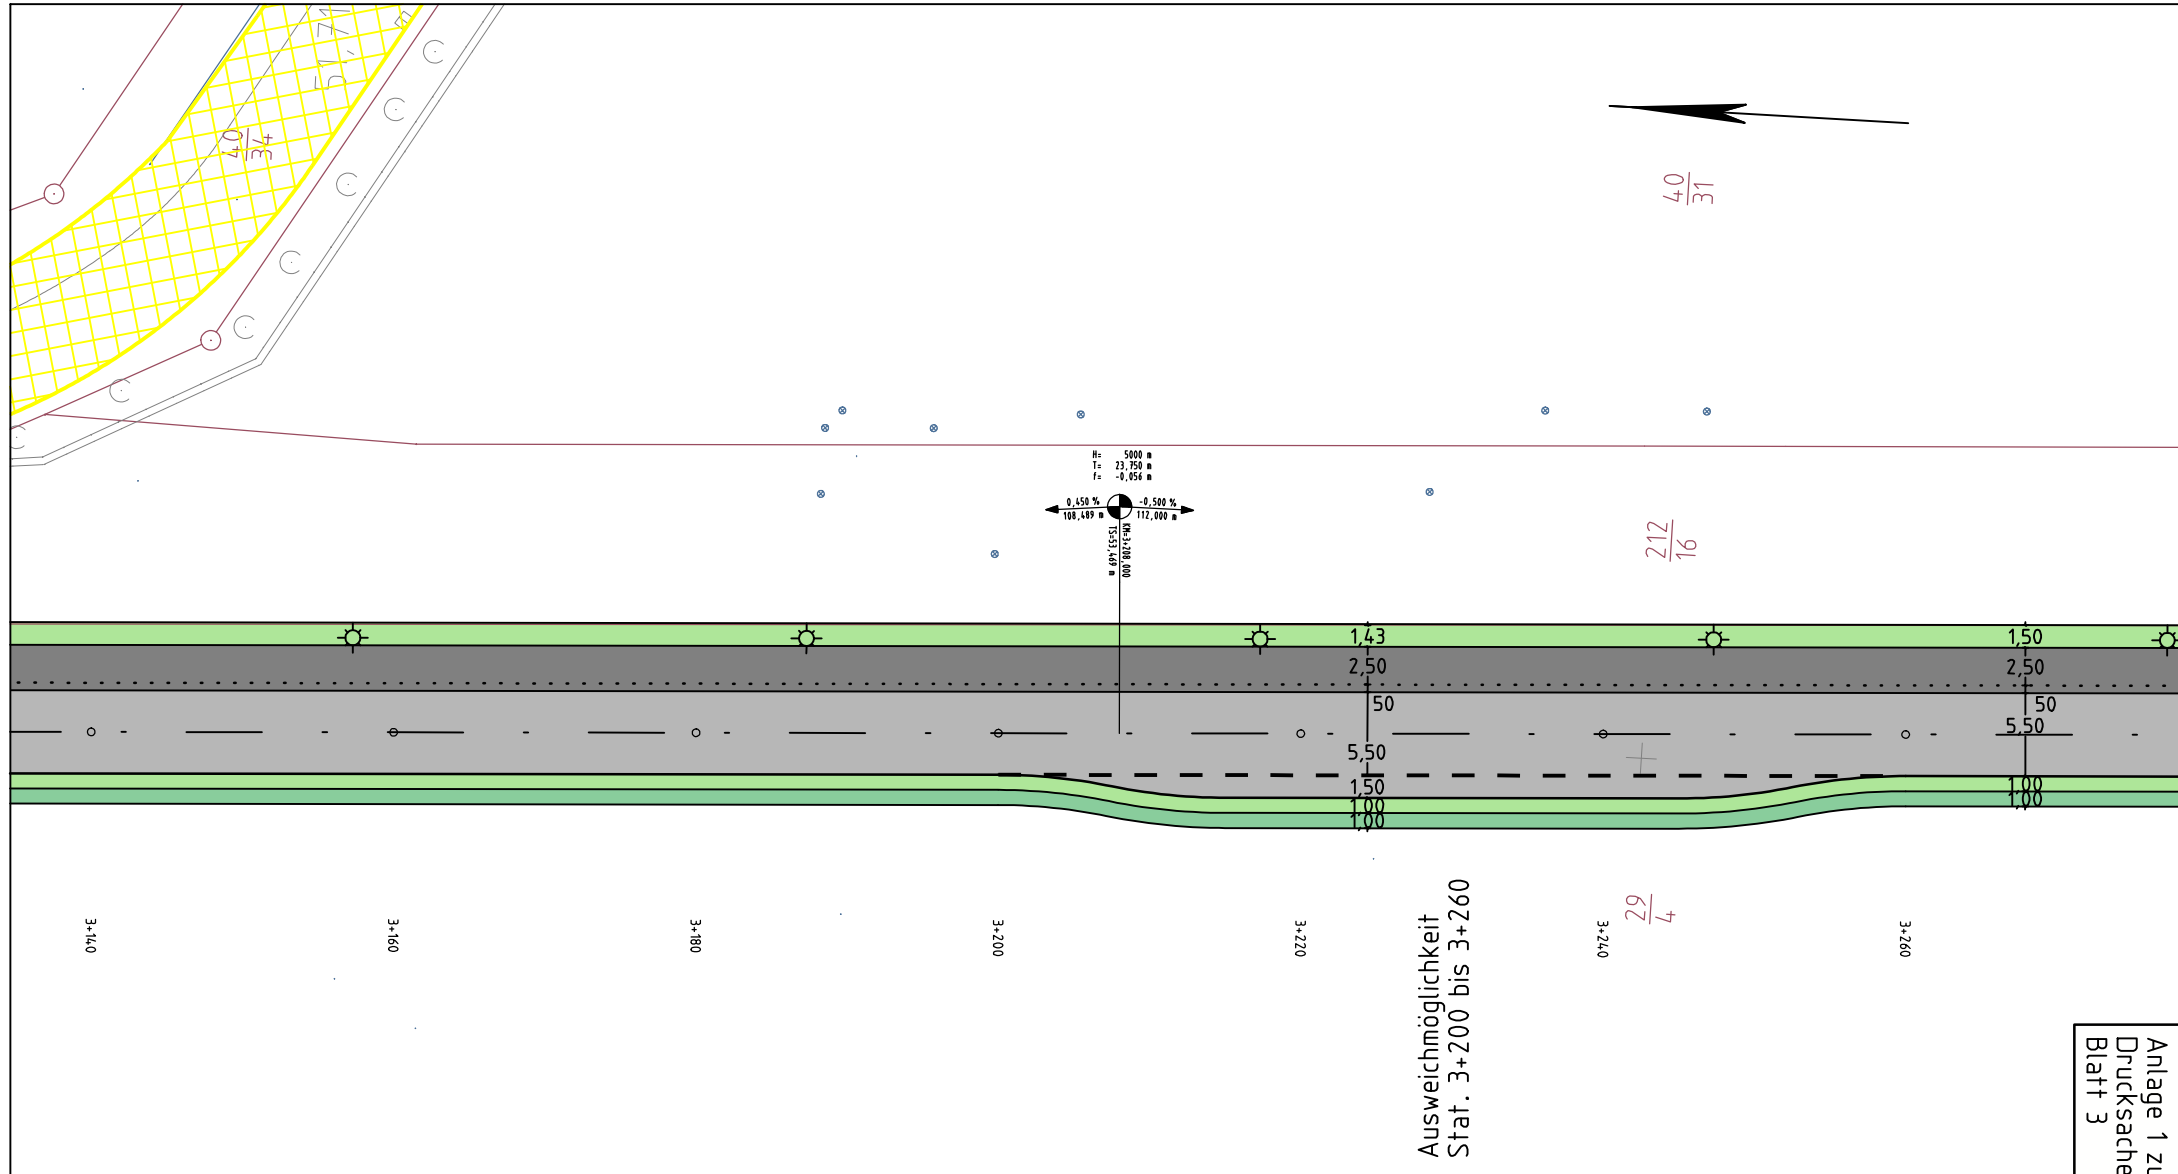 51,71
40
34
40
31
H= 5000 m
T= 23,750 m
f= -0,056 m
0,450 %
108,489 m
-0,500 %
112,000 m
KM=3+208,000
TS=53,469 m
212
16
1,43
2,50
50
5,50
1,50
1,00
1,00
1,50
2,50
50
5,50
1,00
1,00
3+140
3+160
3+180
3+200
3+220
3+240
3+260
29
4
Ausweichmöglichkeit
Stat. 3+200 bis 3+260
Anlage 1 zu
Drucksache
Blatt 3